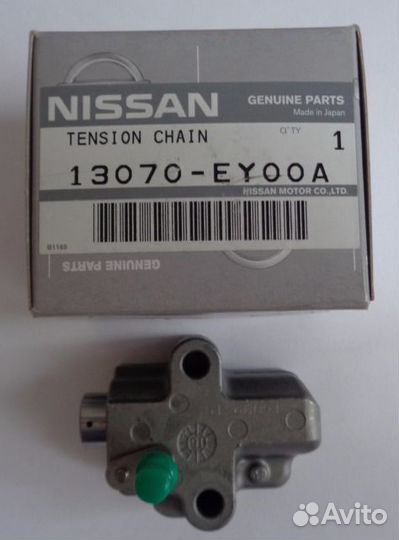 NISSAN
GENUINE PARTS
Made in Japan
TENSION CHAIN
Q'TY
1
13070-EY00A
NISSAN MOTOR CO.,LTD.
GENUINE PARTS
Avito